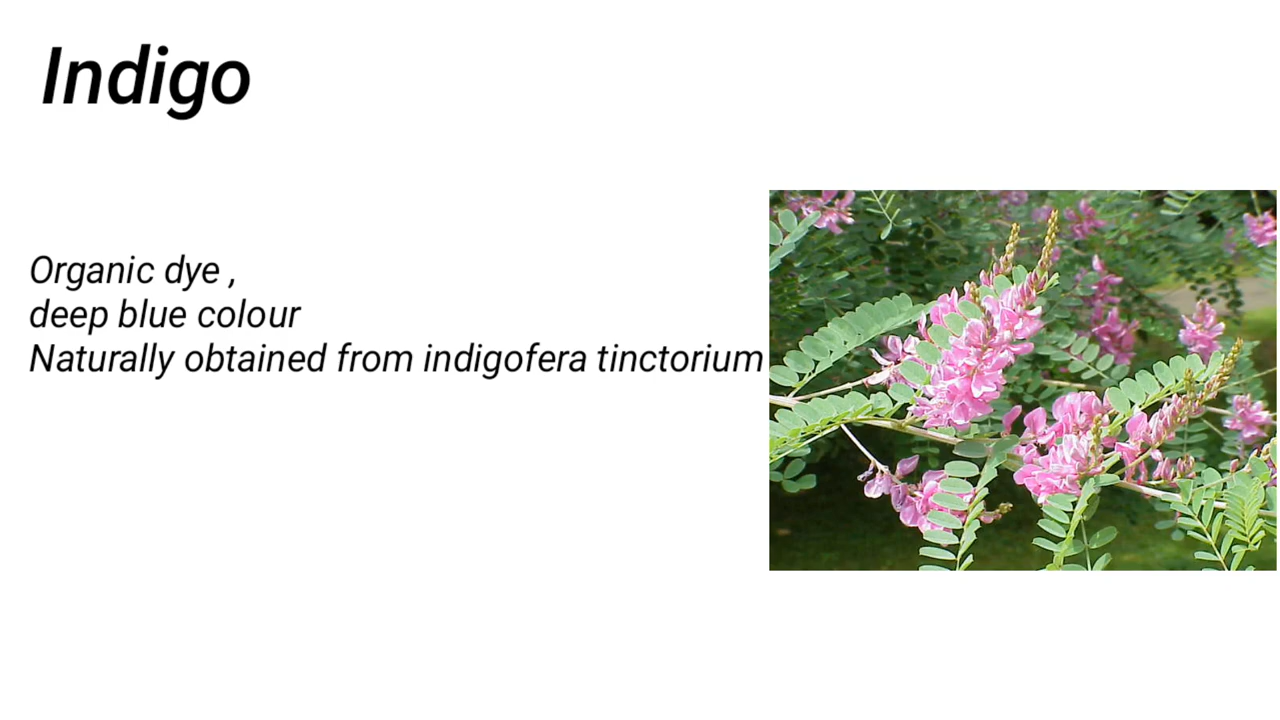 Indigo
Organic dye ,
deep blue colour
Naturally obtained from indigofera tinctorium